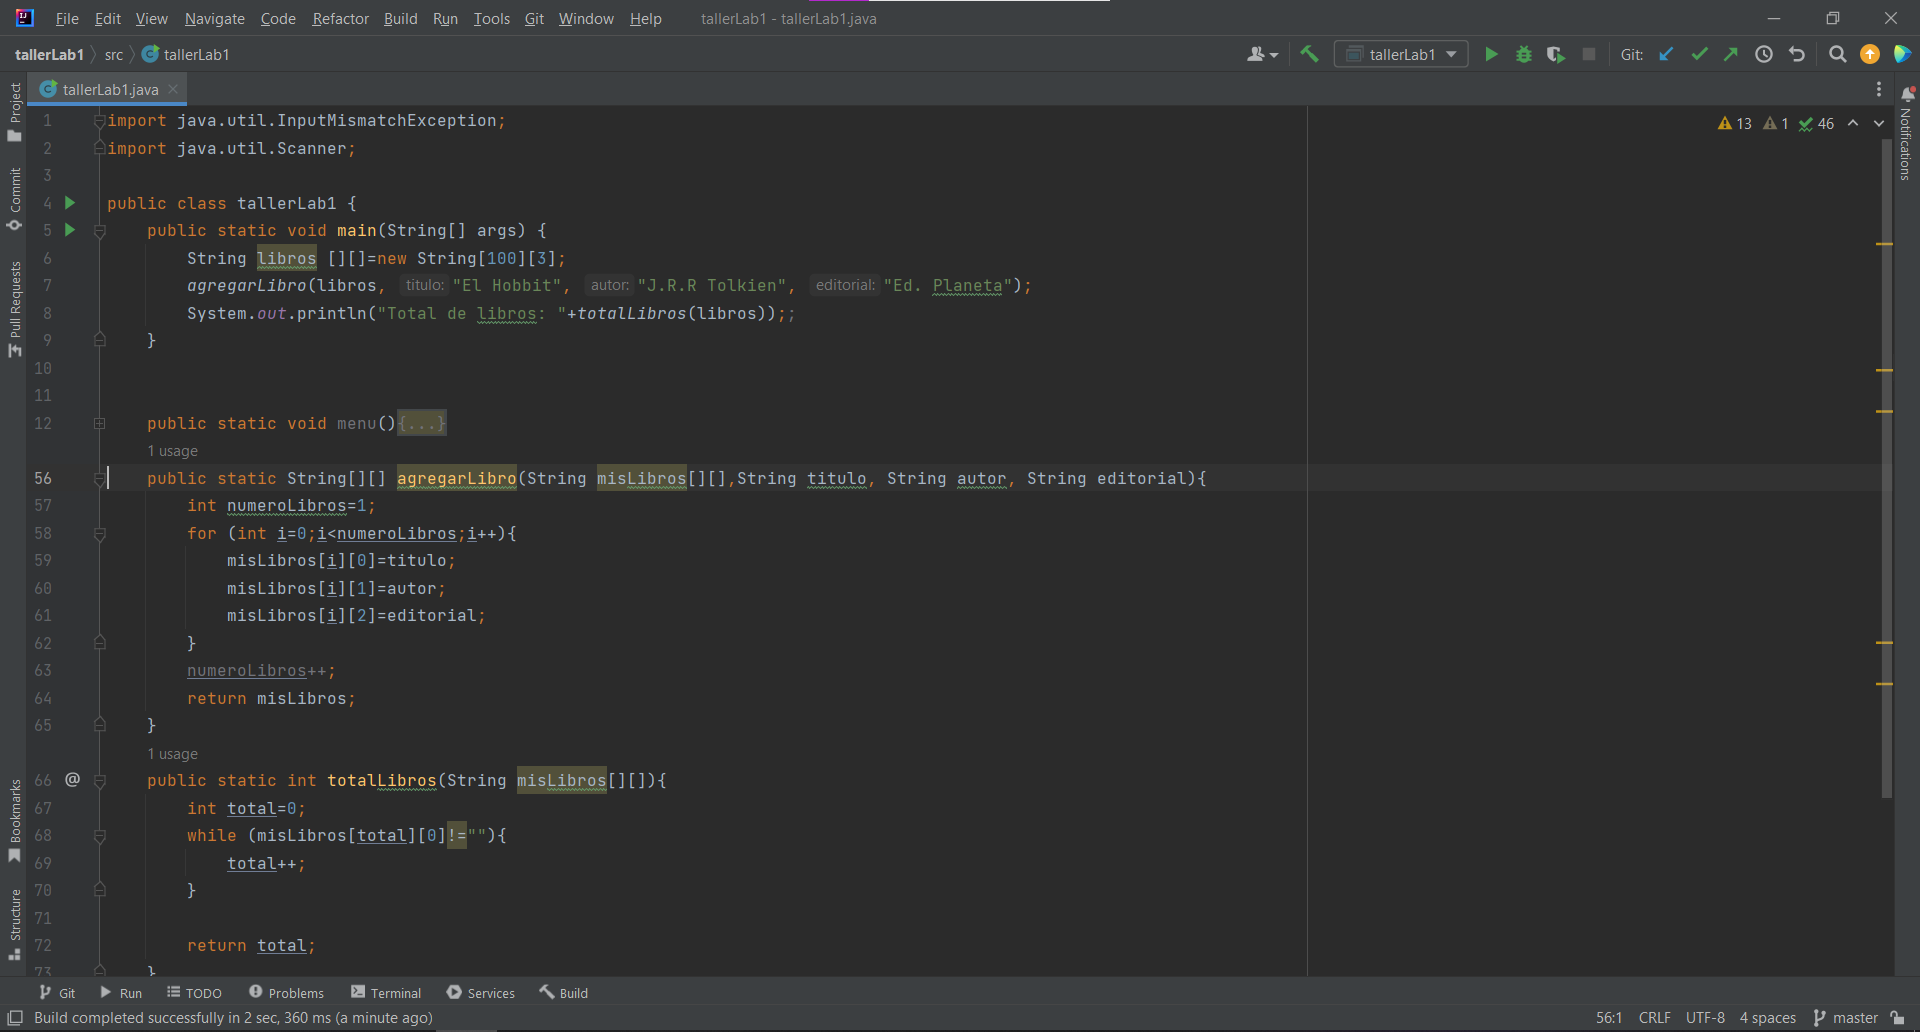 File Edit View Navigate Code Refactor Build Run Tools Git Window Help tallerLab1 - tallerLab1.java
tallerLab1 src tallerLab1 tallerLab1 Git:
tallerLab1.java
Project
Commit
Pull Requests
Bookmarks
Structure
Notifications
13 1 46
1 import java.util.InputMismatchException;
2 import java.util.Scanner;
3
4 public class tallerLab1 {
5 public static void main(String[] args) {
6 String libros [][]=new String[100][3];
7 agregarLibro(libros, titulo: "El Hobbit", autor: "J.R.R Tolkien", editorial: "Ed. Planeta");
8 System.out.println("Total de libros: "+totalLibros(libros));;
9 }
10
11
12 public static void menu(){...}
1 usage
56 public static String[][] agregarLibro(String misLibros[][],String titulo, String autor, String editorial){
57 int numeroLibros=1;
58 for (int i=0;i<numeroLibros;i++){
59 misLibros[i][0]=titulo;
60 misLibros[i][1]=autor;
61 misLibros[i][2]=editorial;
62 }
63 numeroLibros++;
64 return misLibros;
65 }
1 usage
66 @ public static int totalLibros(String misLibros[][]){
67 int total=0;
68 while (misLibros[total][0]!=""){
69 total++;
70 }
71
72 return total;
73 }
Git Run TODO Problems Terminal Services Build
Build completed successfully in 2 sec, 360 ms (a minute ago) 56:1 CRLF UTF-8 4 spaces master